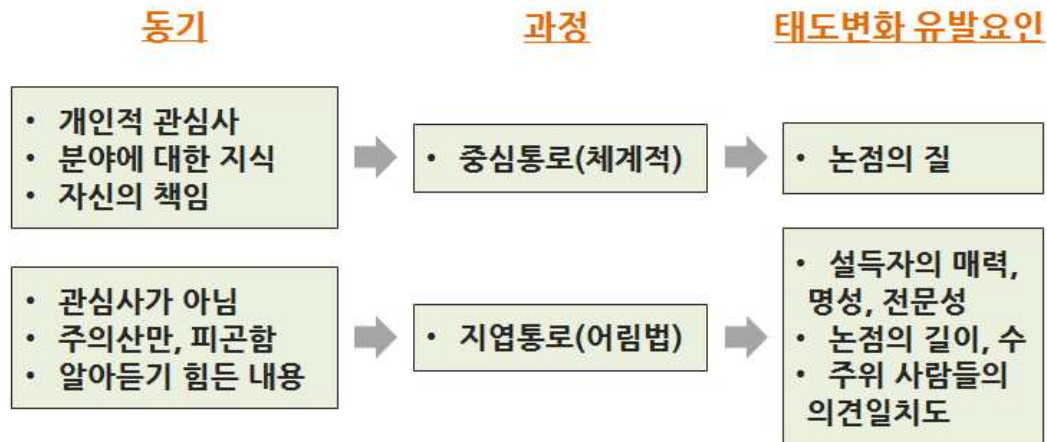 동기
과정
태도변화 유발요인
• 개인적 관심사
• 분야에 대한 지식
• 자신의 책임
• 중심통로(체계적)
• 논점의 질
• 관심사가 아님
• 주의산만, 피곤함
• 알아듣기 힘든 내용
• 지엽통로(어림법)
• 설득자의 매력,
명성, 전문성
• 논점의 길이, 수
• 주위 사람들의
의견일치도